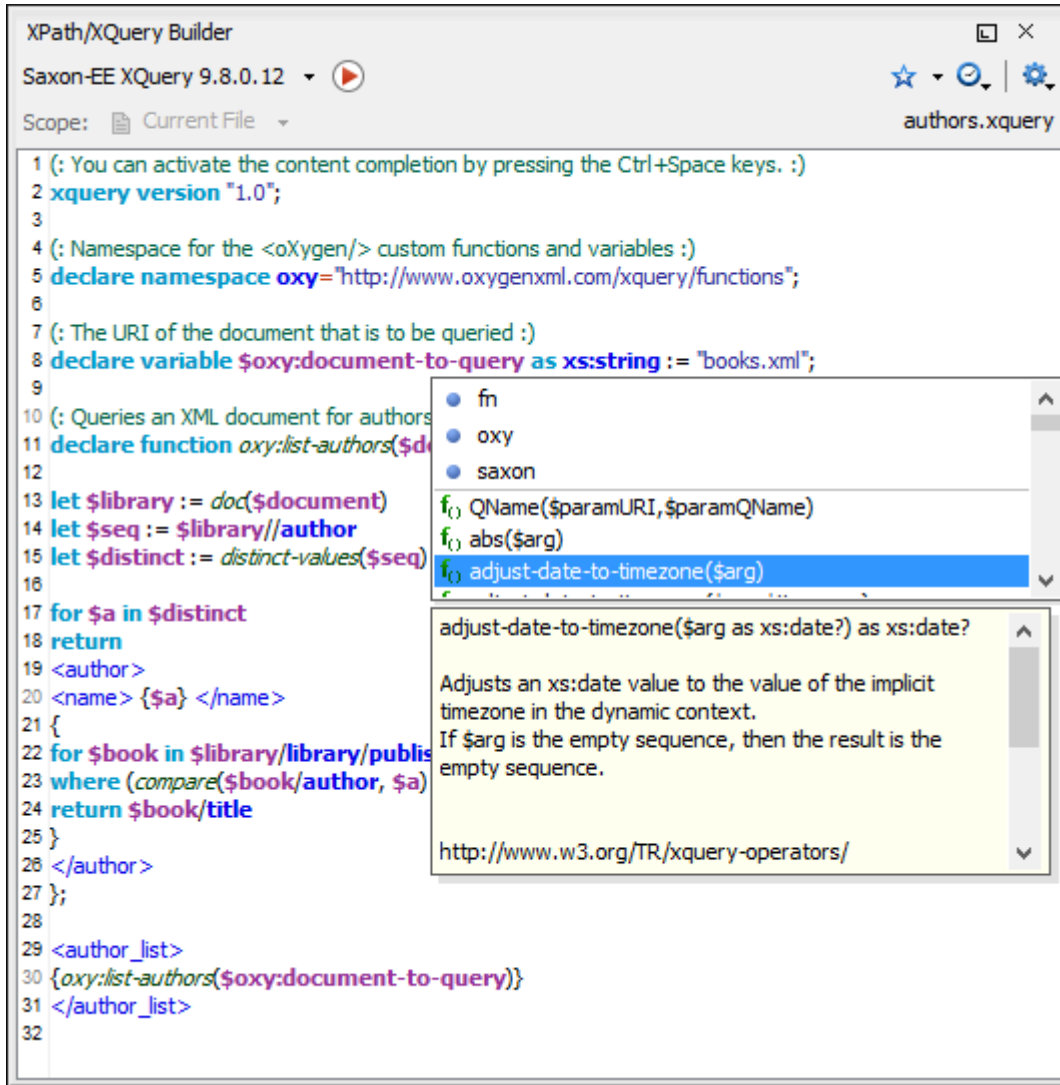 XPath/XQuery Builder
Saxon-EE XQuery 9.8.0.12
Scope: Current File authors.xquery
1 (: You can activate the content completion by pressing the Ctrl+Space keys. :)
2 xquery version "1.0";
3
4 (: Namespace for the <oXygen/> custom functions and variables :)
5 declare namespace oxy="http://www.oxygenxml.com/xquery/functions";
6
7 (: The URI of the document that is to be queried :)
8 declare variable $oxy:document-to-query as xs:string := "books.xml";
9
10 (: Queries an XML document for authors
11 declare function oxy:list-authors($d
12
13 let $library := doc($document)
14 let $seq := $library//author
15 let $distinct := distinct-values($seq)
16
17 for $a in $distinct
18 return
19 <author>
20 <name> {$a} </name>
21 {
22 for $book in $library/library/publis
23 where (compare($book/author, $a)
24 return $book/title
25 }
26 </author>
27 };
28
29 <author_list>
30 {oxy:list-authors($oxy:document-to-query)}
31 </author_list>
32
fn
oxy
saxon
f() QName($paramURI,$paramQName)
f() abs($arg)
f() adjust-date-to-timezone($arg)
adjust-date-to-timezone($arg as xs:date?) as xs:date?
Adjusts an xs:date value to the value of the implicit
timezone in the dynamic context.
If $arg is the empty sequence, then the result is the
empty sequence.
http://www.w3.org/TR/xquery-operators/